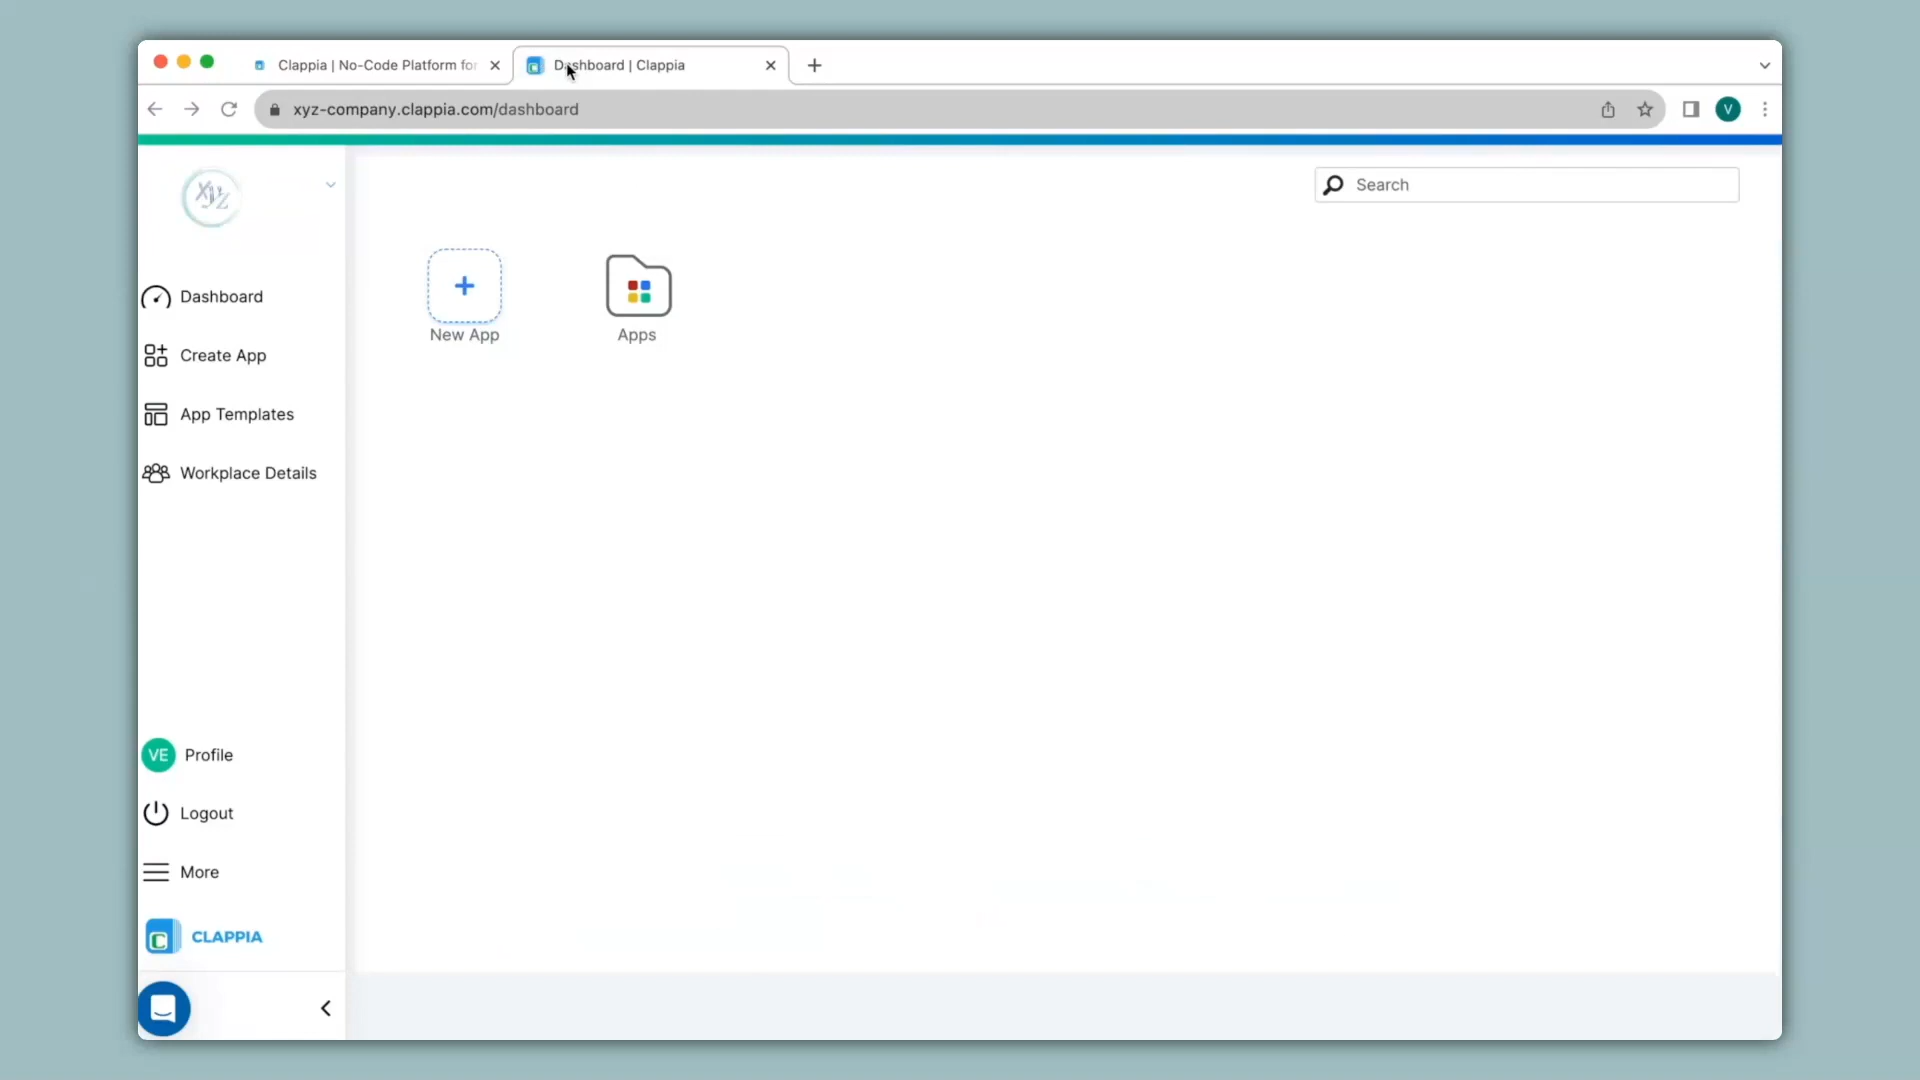 Clappia | No-Code Platform for
Dashboard | Clappia
xyz-company.clappia.com/dashboard
V
XYZ
Search
New App
Apps
Dashboard
Create App
App Templates
Workplace Details
VE Profile
Logout
More
C CLAPPIA